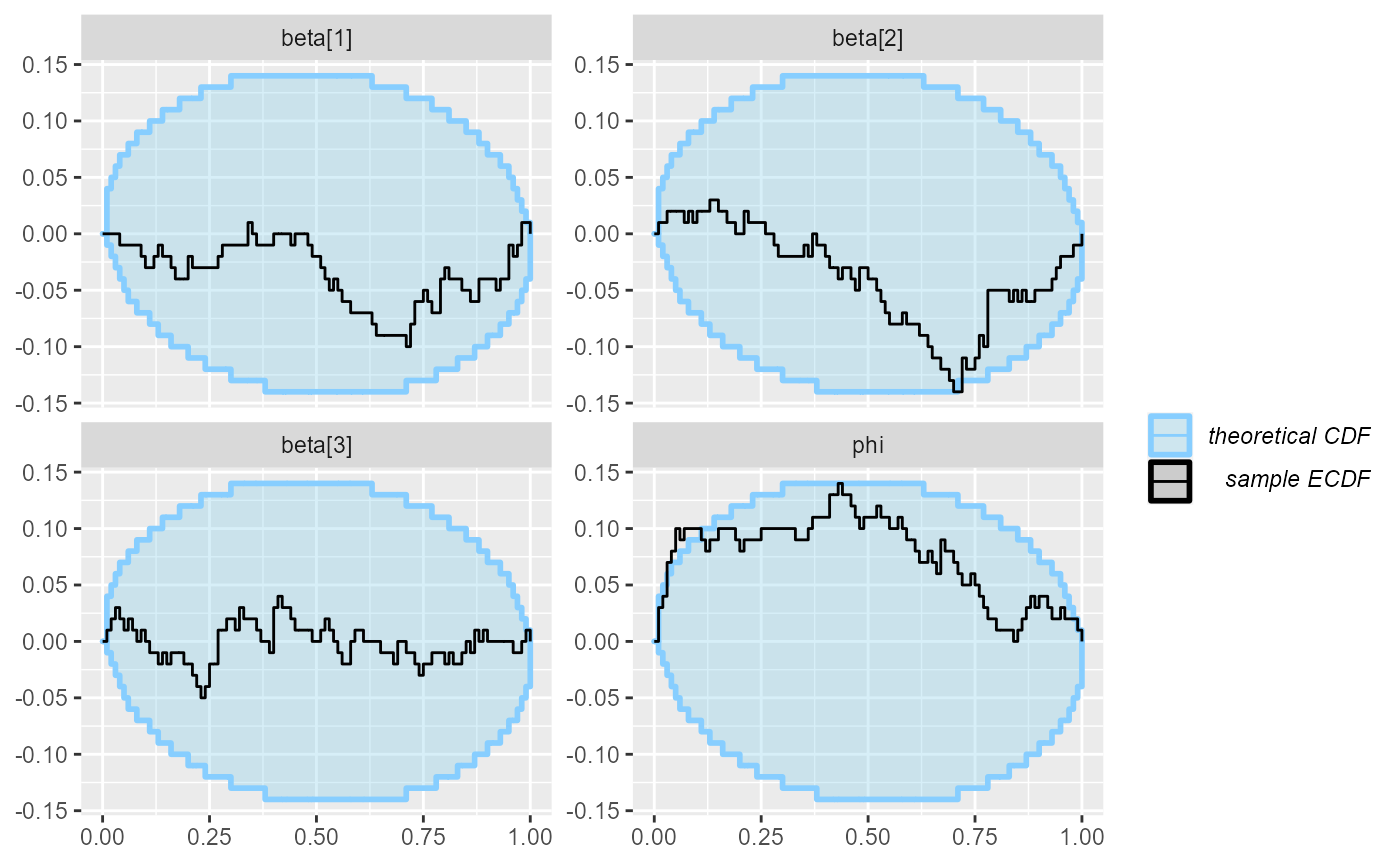 beta[1] beta[2]
0.15 0.15
0.10 0.10
0.05 0.05
0.00 0.00
-0.05 -0.05
-0.10 -0.10
-0.15 -0.15
beta[3] phi
0.15 0.15
0.10 0.10
0.05 0.05
0.00 0.00
-0.05 -0.05
-0.10 -0.10
-0.15 -0.15
0.00 0.25 0.50 0.75 1.00 0.00 0.25 0.50 0.75 1.00
theoretical CDF
sample ECDF